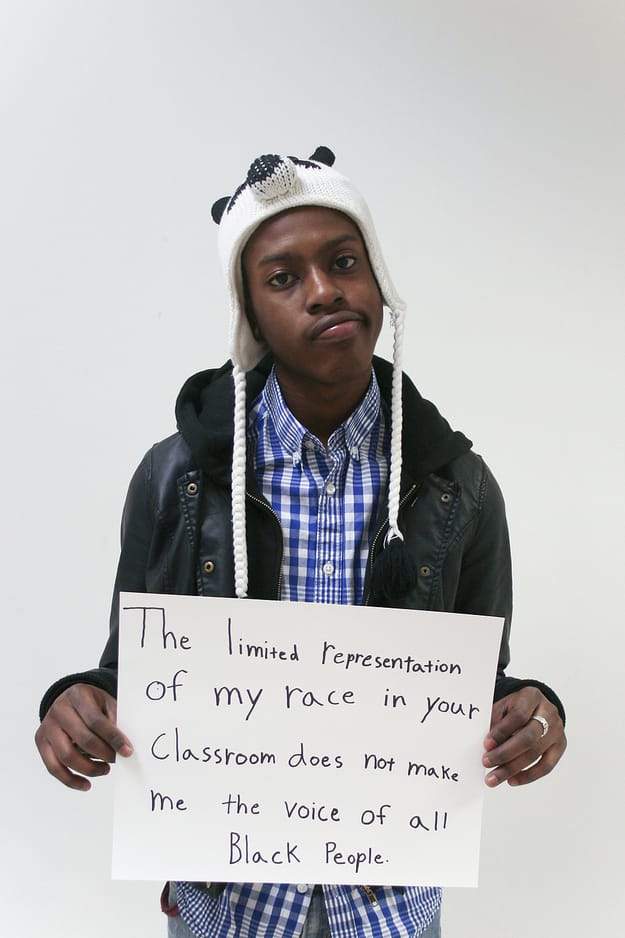 The limited representation
of my race in your
Classroom does not make
me the voice of all
Black People.